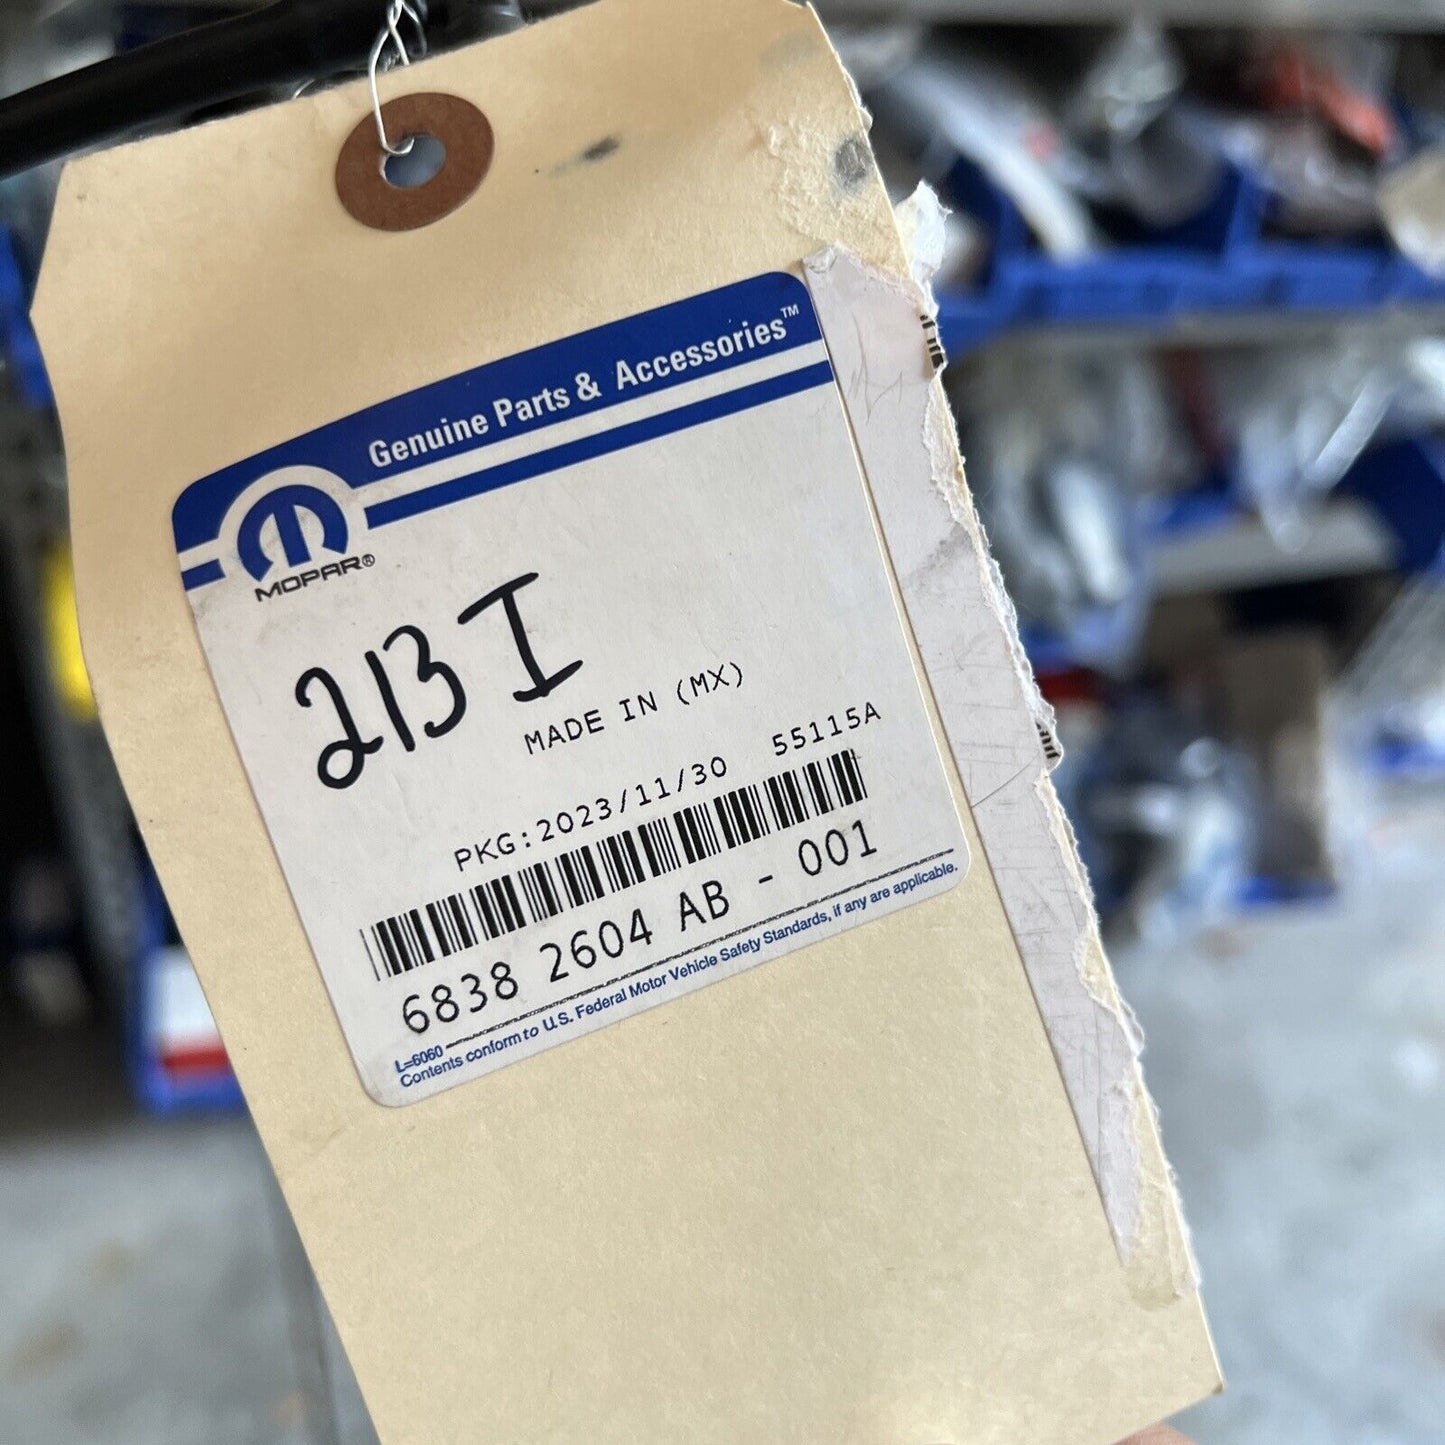 Genuine Parts & Accessories™
MOPAR®
213 I
MADE IN (MX)
PKG:2023/11/30 55115A
6838 2604 AB - 001
L=6060
Contents conform to U.S. Federal Motor Vehicle Safety Standards, if any are applicable.